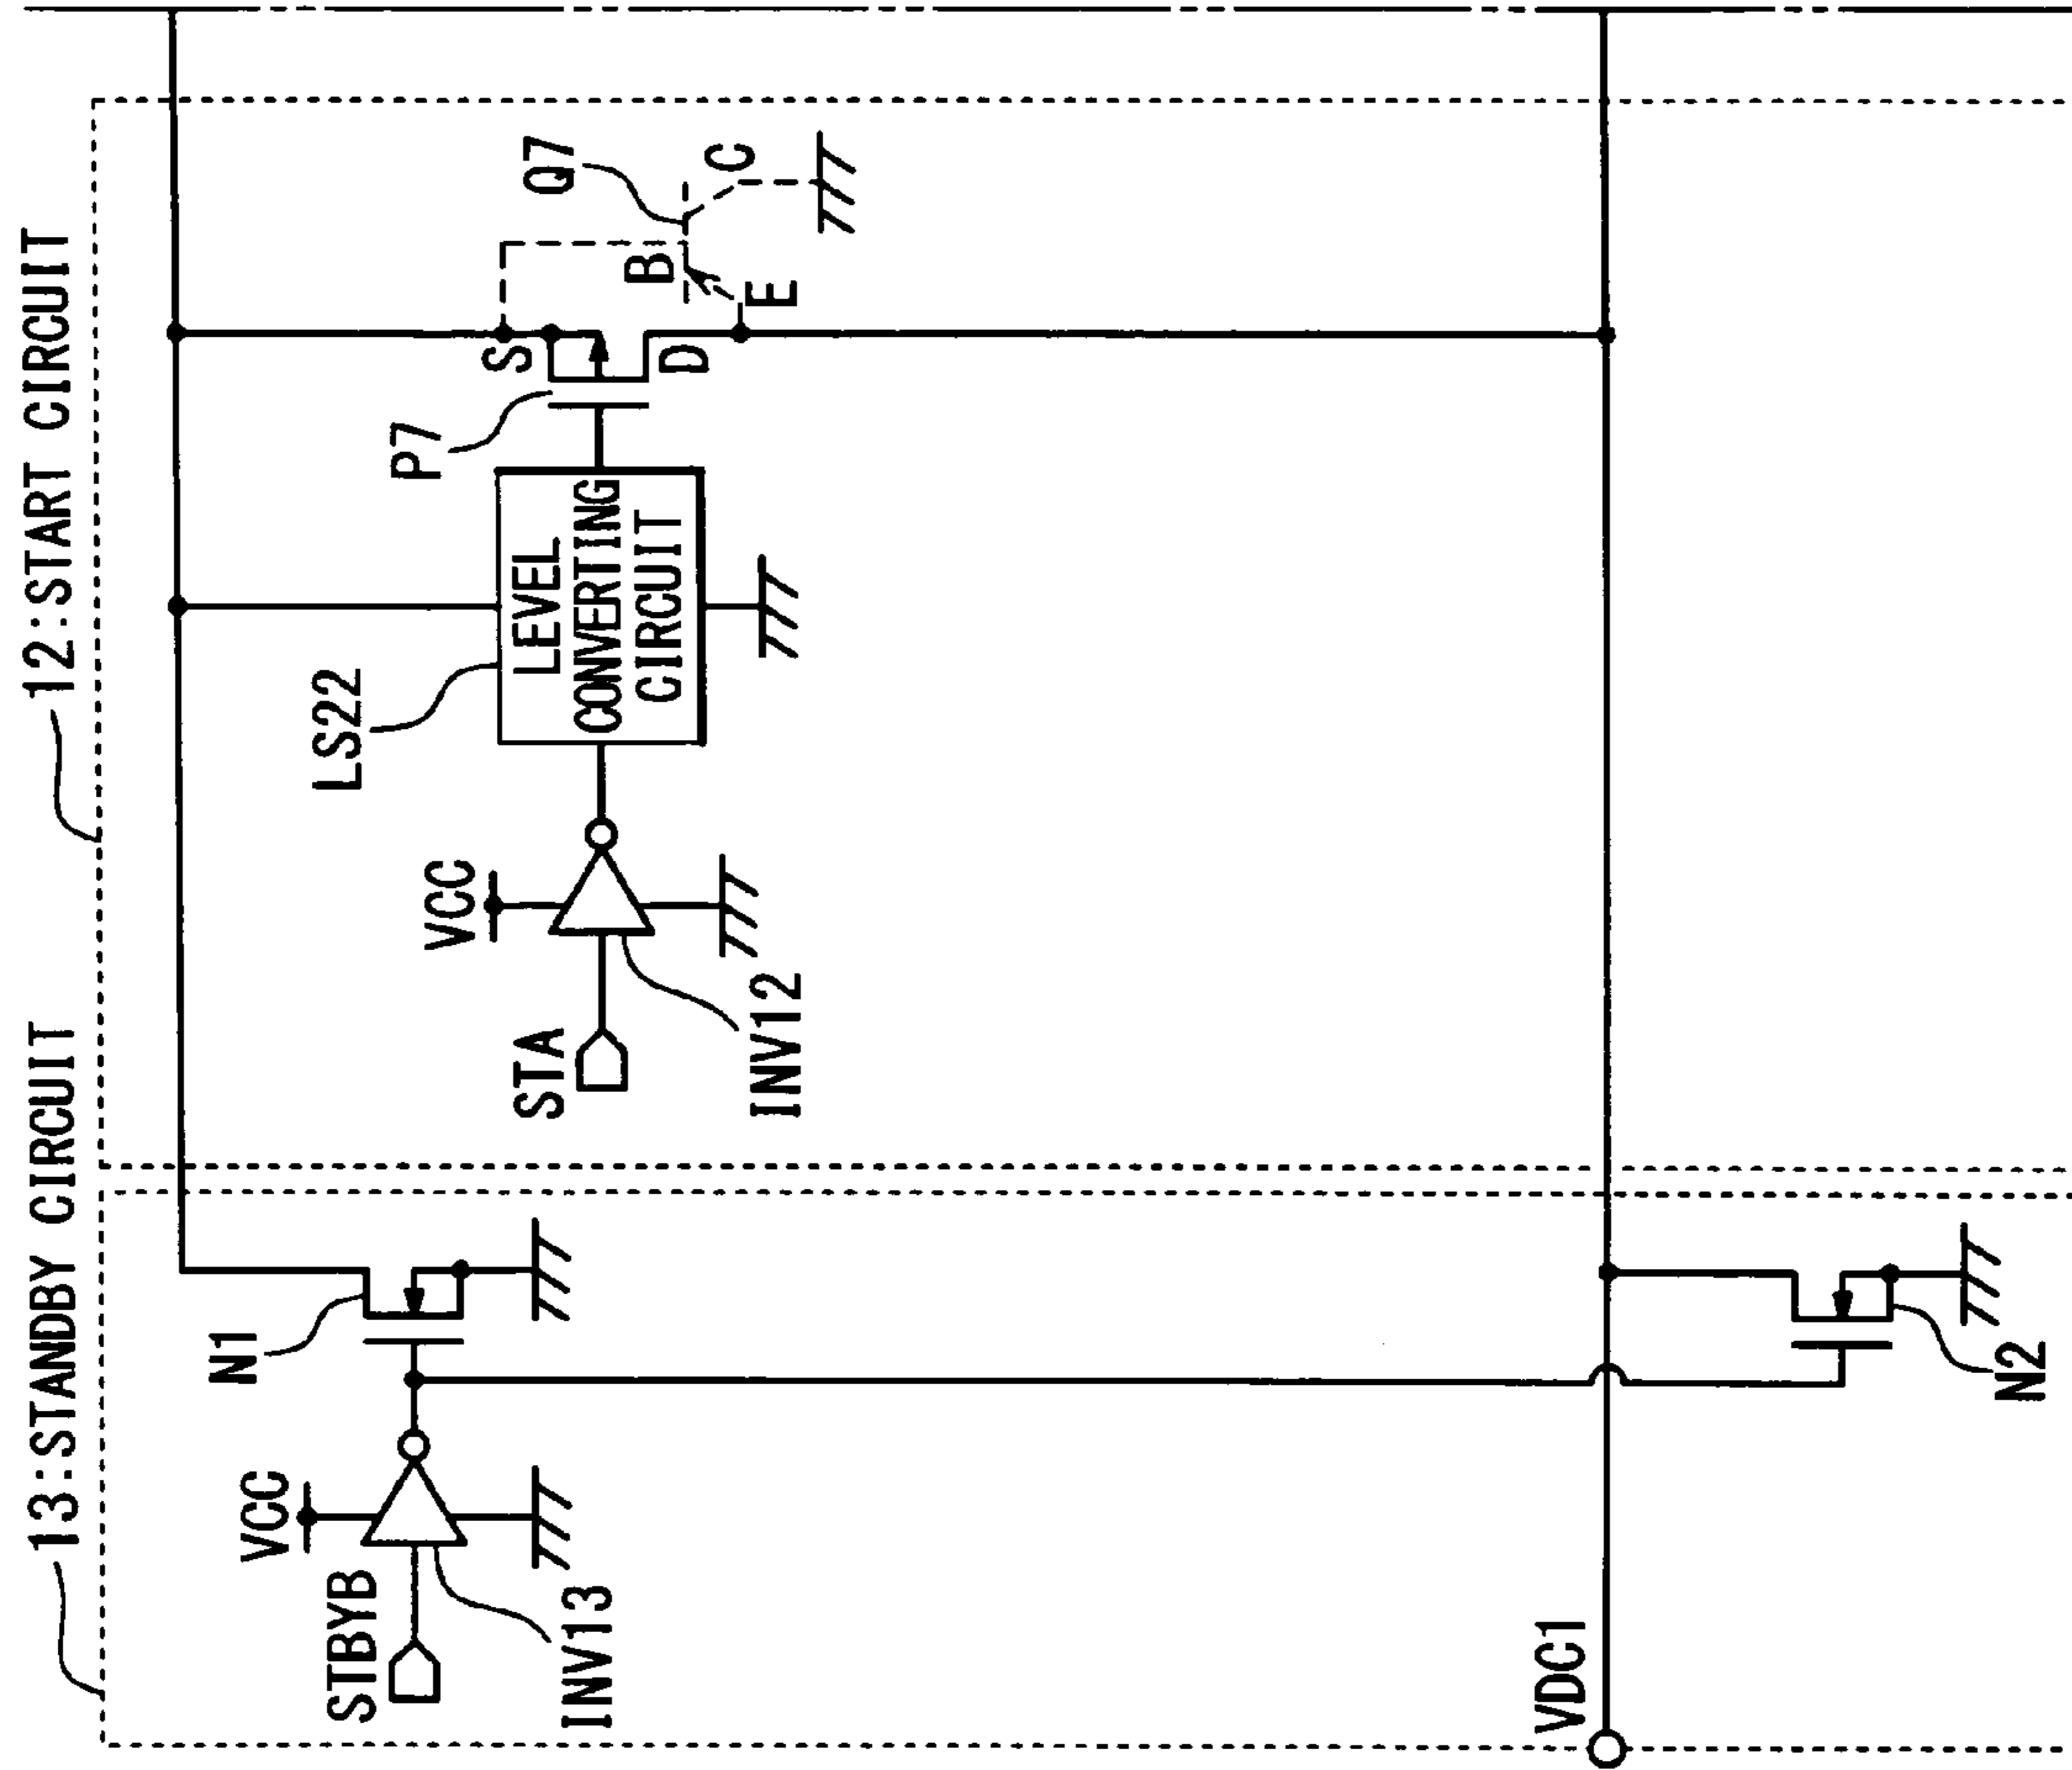 13:STANDBY CIRCUIT
12:START CIRCUIT
STBYB
VCC
INV13
N1
STA
VCC
INV12
LS22
LEVEL
CONVERTING
CIRCUIT
P7
S
D
Q7
B
C
E
VDC1
N2